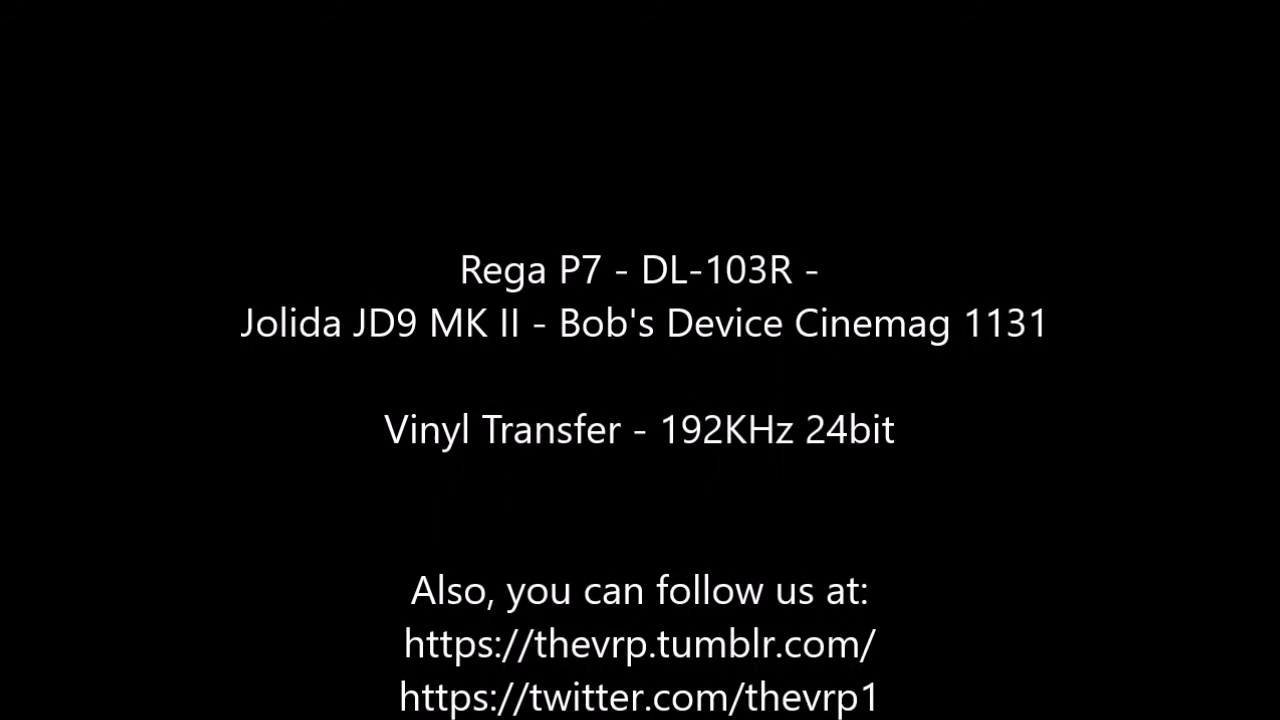 Rega P7 - DL-103R -
Jolida JD9 MK II - Bob's Device Cinemag 1131
Vinyl Transfer - 192KHz 24bit
Also, you can follow us at:
https://thevrp.tumblr.com/
https://twitter.com/thevrp1